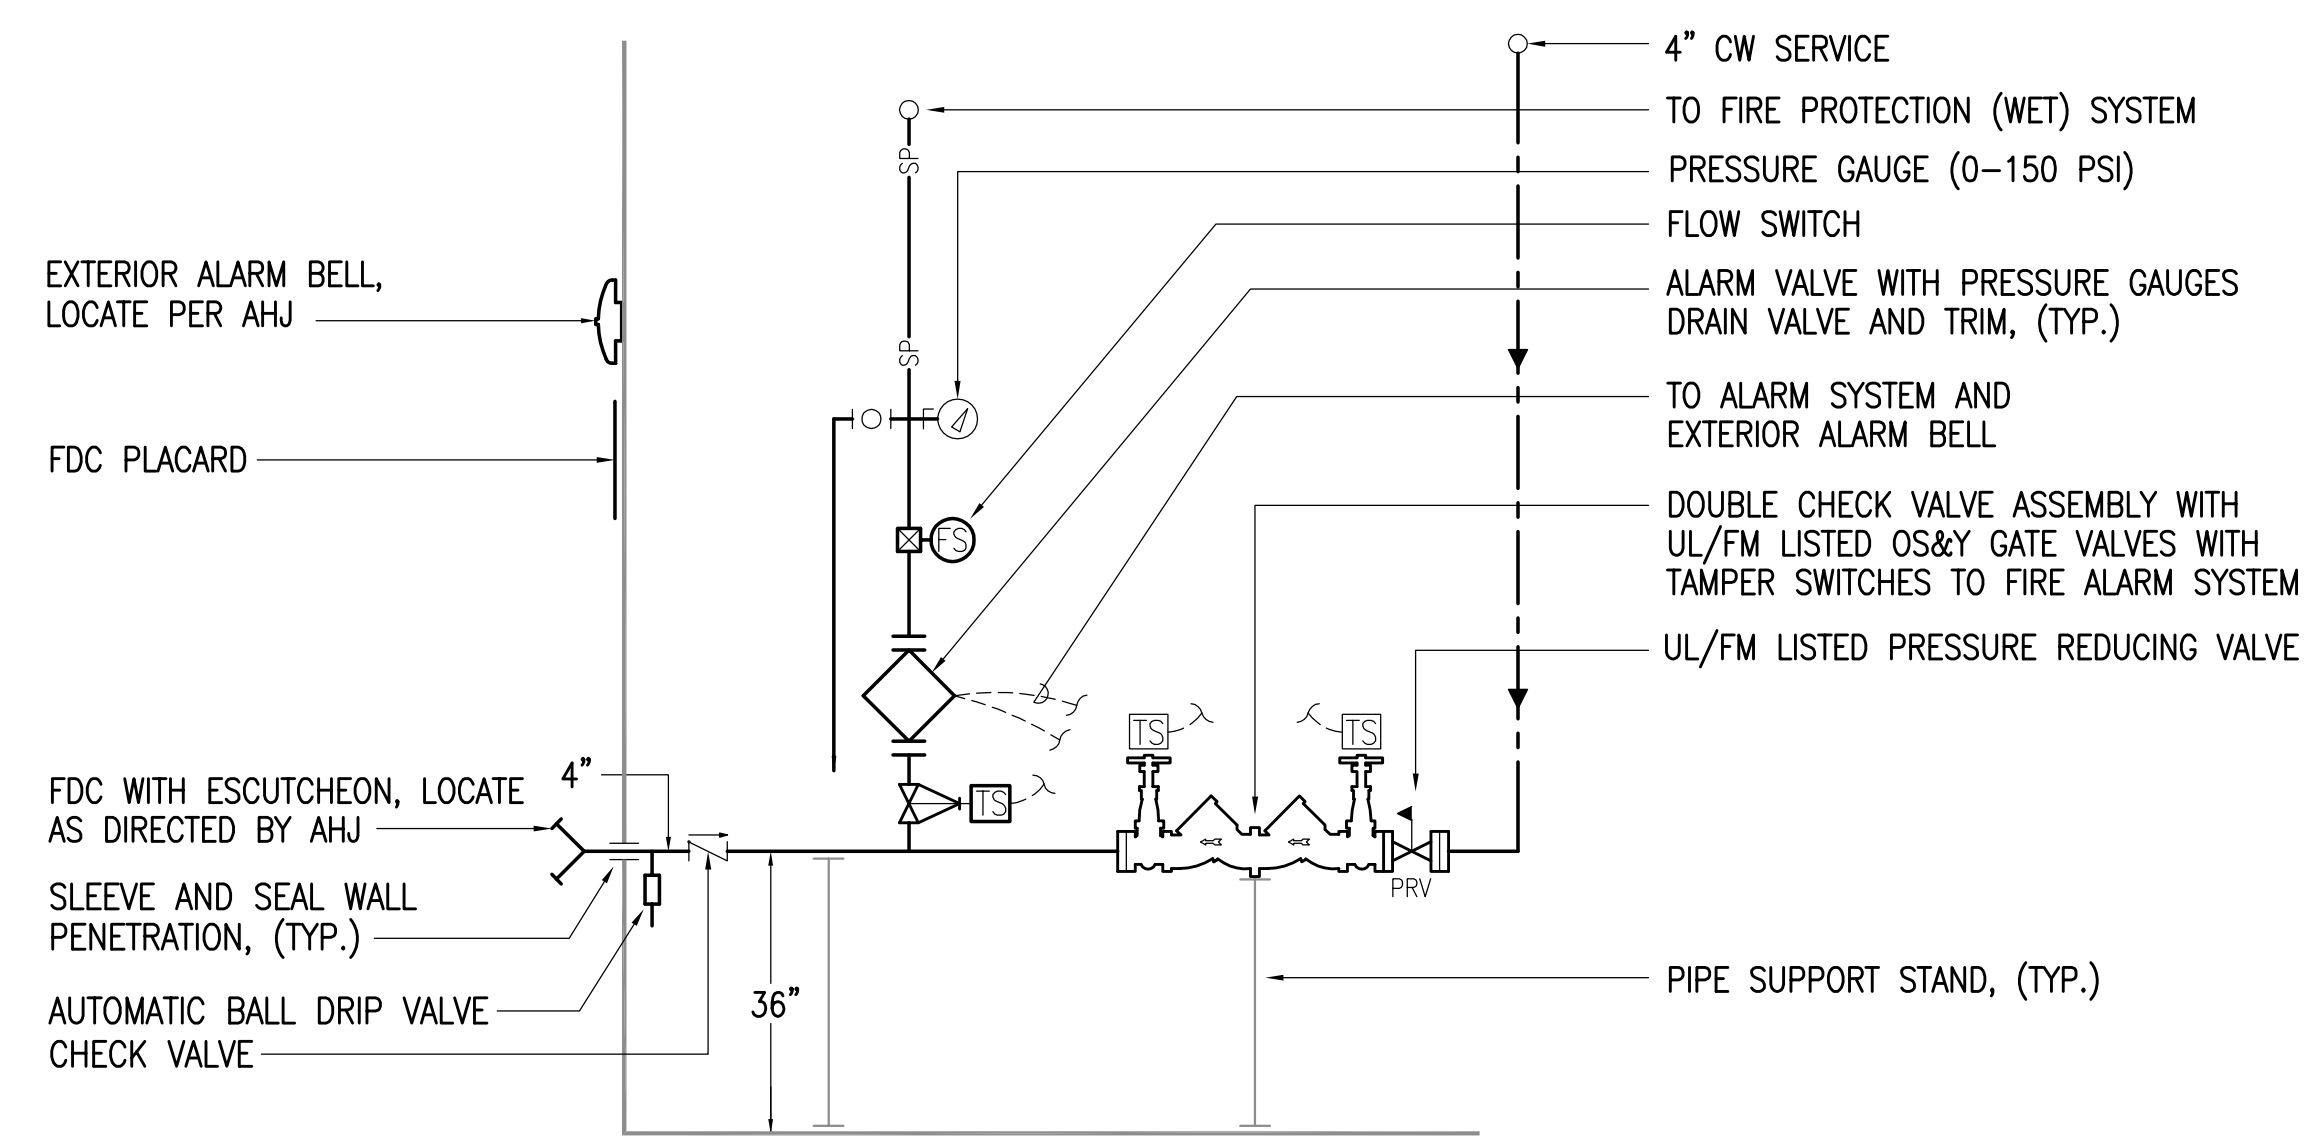 4" CW SERVICE
TO FIRE PROTECTION (WET) SYSTEM
SP
PRESSURE GAUGE (0-150 PSI)
FLOW SWITCH
EXTERIOR ALARM BELL,
LOCATE PER AHJ
ALARM VALVE WITH PRESSURE GAUGES
DRAIN VALVE AND TRIM, (TYP.)
SP
TO ALARM SYSTEM AND
EXTERIOR ALARM BELL
FDC PLACARD
FS
DOUBLE CHECK VALVE ASSEMBLY WITH
UL/FM LISTED OS&Y GATE VALVES WITH
TAMPER SWITCHES TO FIRE ALARM SYSTEM
UL/FM LISTED PRESSURE REDUCING VALVE
TS
TS
4"
FDC WITH ESCUTCHEON, LOCATE
AS DIRECTED BY AHJ
TS
PRV
SLEEVE AND SEAL WALL
PENETRATION, (TYP.)
AUTOMATIC BALL DRIP VALVE
CHECK VALVE
36"
PIPE SUPPORT STAND, (TYP.)